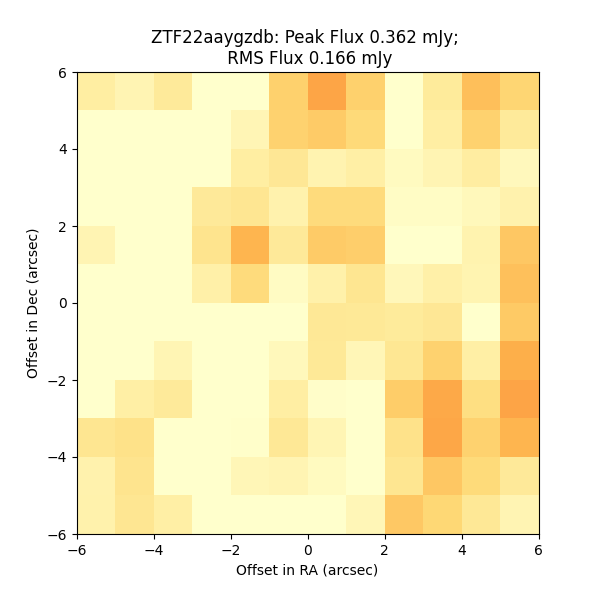 ZTF22aaygzdb: Peak Flux 0.362 mJy;
RMS Flux 0.166 mJy
6
4
2
0
−2
−4
−6
Offset in Dec (arcsec)
−6 −4 −2 0 2 4 6
Offset in RA (arcsec)